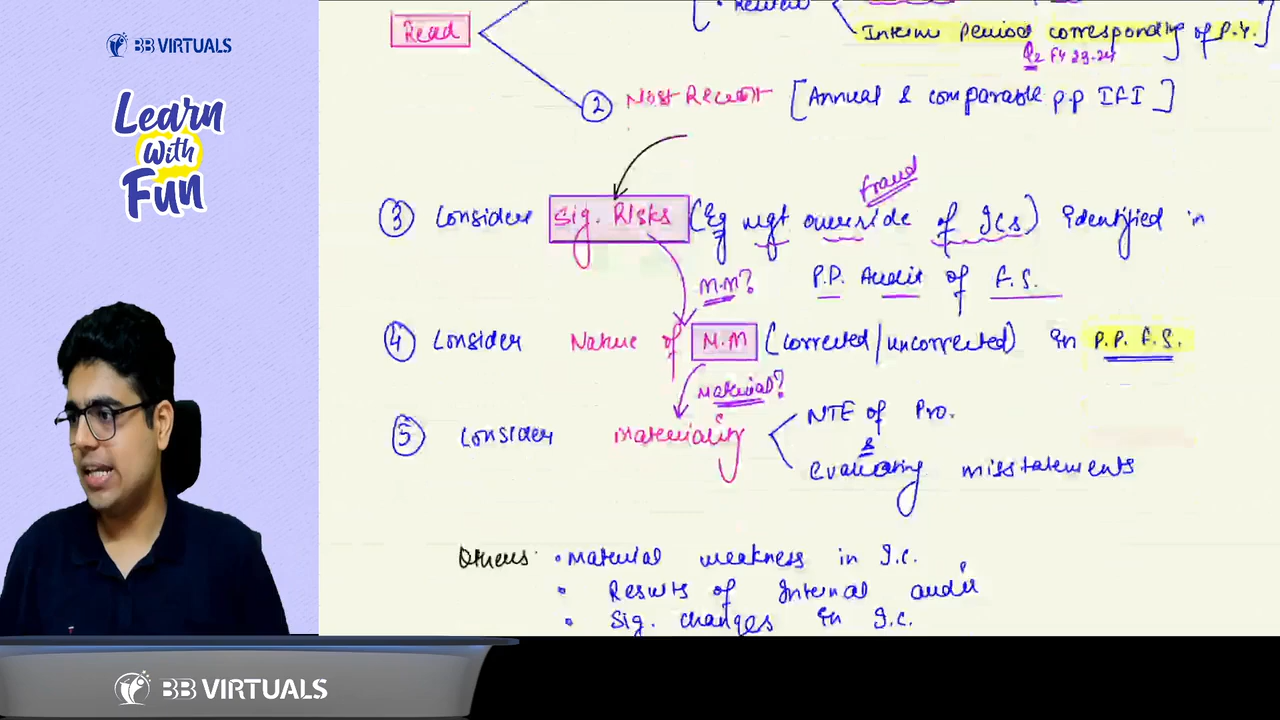 BB VIRTUALS
Learn
With
Fun
Read
• Review
Interim period corresponding of P.Y.]
Q2 FY 23-24
② Most Recent [Annual & comparable P.P IFI]
fraud
③ Consider Sig. Risks (Eg mgt override of ICs) identified in
P.P. Audit of F.S.
M.M?
④ Consider Nature of M.M (corrected/uncorrected) in P.P. F.S.
Material?
⑤ Consider Materiality
NTE of Pro.
&
Evaluating misstatements
Others • Material weakness in I.C.
• Results of Internal audit
• Sig. changes in I.C.
BB VIRTUALS